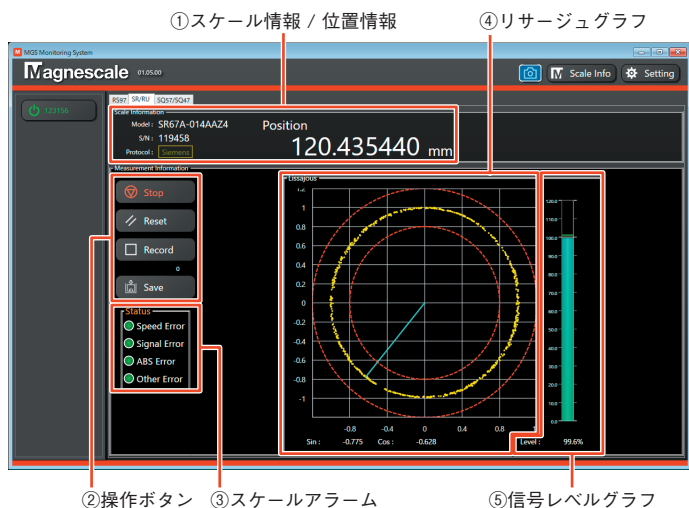 ①スケール情報 / 位置情報
④リサージュグラフ
M MGS Monitoring System
Magnescale 01.05.00
M Scale Info
Setting
123156
RS97 SR/RU SQ57/SQ47
Scale Information
Model : SR67A-014AAZ4
S/N : 119458
Protocol : Siemens
Position
120.435440 mm
Measurement Information
Stop
Reset
Record
0
Save
Status
Speed Error
Signal Error
ABS Error
Other Error
Lissajous
1.2
1
0.8
0.6
0.4
0.2
0
-0.2
-0.4
-0.6
-0.8
-1
-0.8 -0.4 0 0.4 0.8
Sin : -0.775 Cos : -0.628
120.0
100.0
90.0
80.0
70.0
60.0
50.0
40.0
30.0
20.0
10.0
0.0
Level : 99.6%
②操作ボタン
③スケールアラーム
⑤信号レベルグラフ